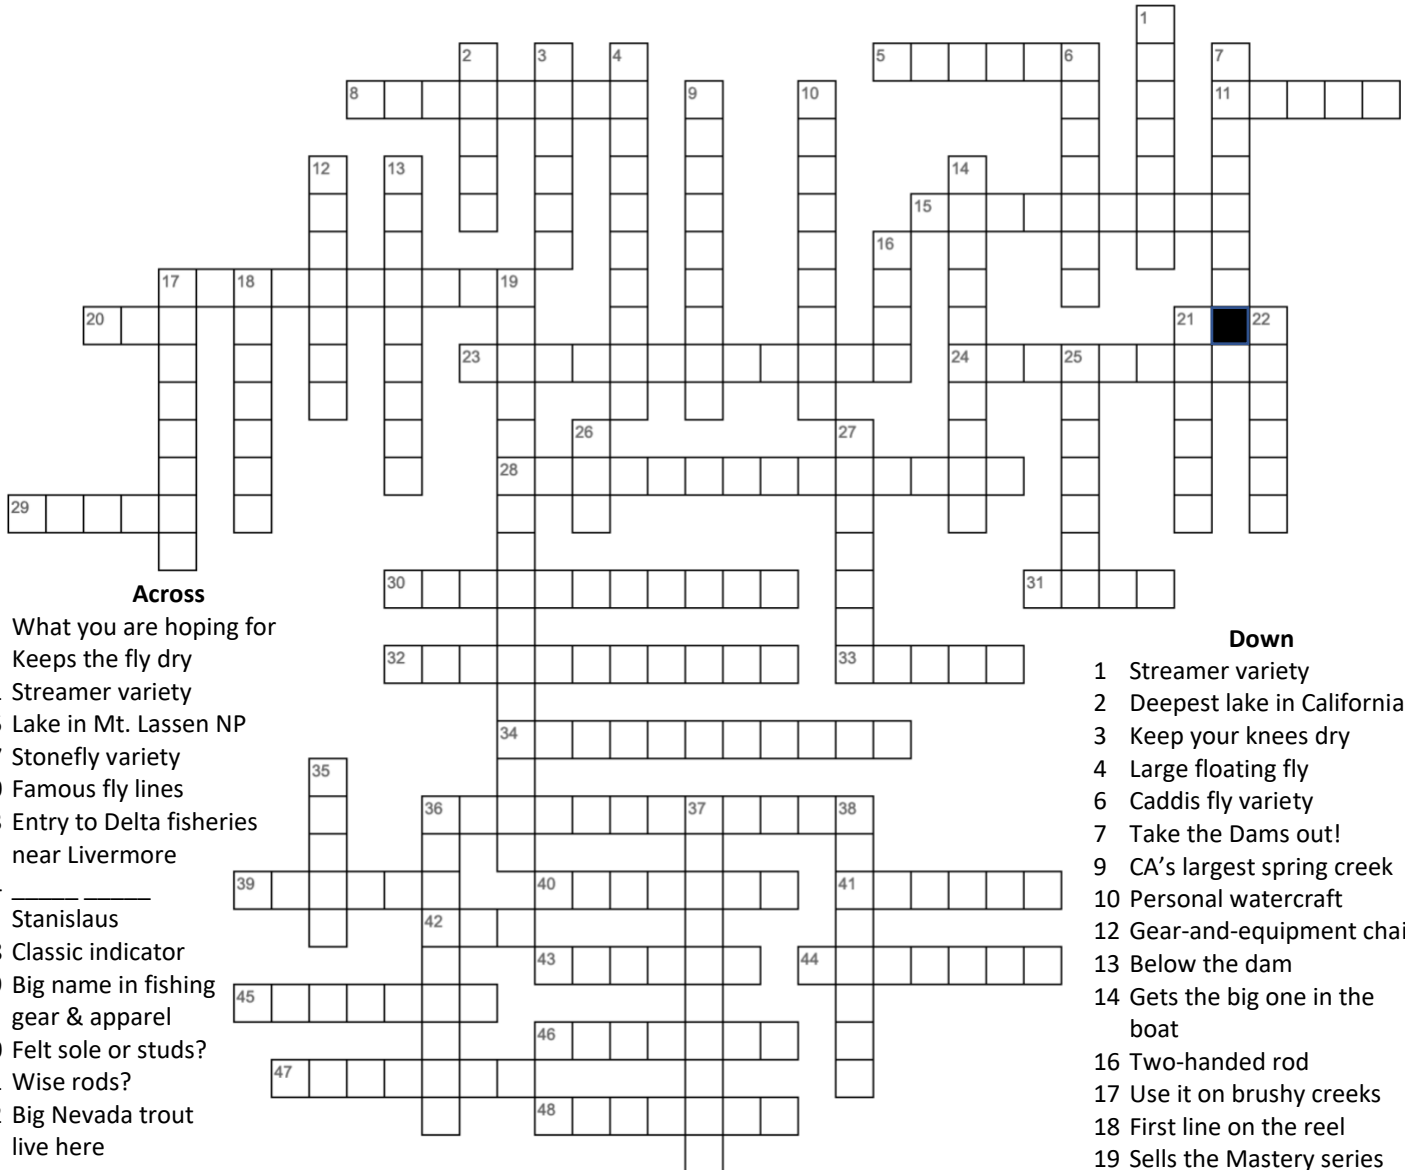 1
2 3 4 5 6 7
8 9 10 11
12 13 14
15
16
17 18 19
20 21 22
23 24 25
26 27
28
29
30 31
32 33
34
35
36 37 38
39 40 41
42
43 44
45
46
47
48
Across
What you are hoping for
Keeps the fly dry
Streamer variety
Lake in Mt. Lassen NP
Stonefly variety
Famous fly lines
Entry to Delta fisheries
near Livermore
_____ _____
Stanislaus
Classic indicator
Big name in fishing
gear & apparel
Felt sole or studs?
Wise rods?
Big Nevada trout
live here
Down
1 Streamer variety
2 Deepest lake in California
3 Keep your knees dry
4 Large floating fly
6 Caddis fly variety
7 Take the Dams out!
9 CA’s largest spring creek
10 Personal watercraft
12 Gear-and-equipment chai
13 Below the dam
14 Gets the big one in the
boat
16 Two-handed rod
17 Use it on brushy creeks
18 First line on the reel
19 Sells the Mastery series